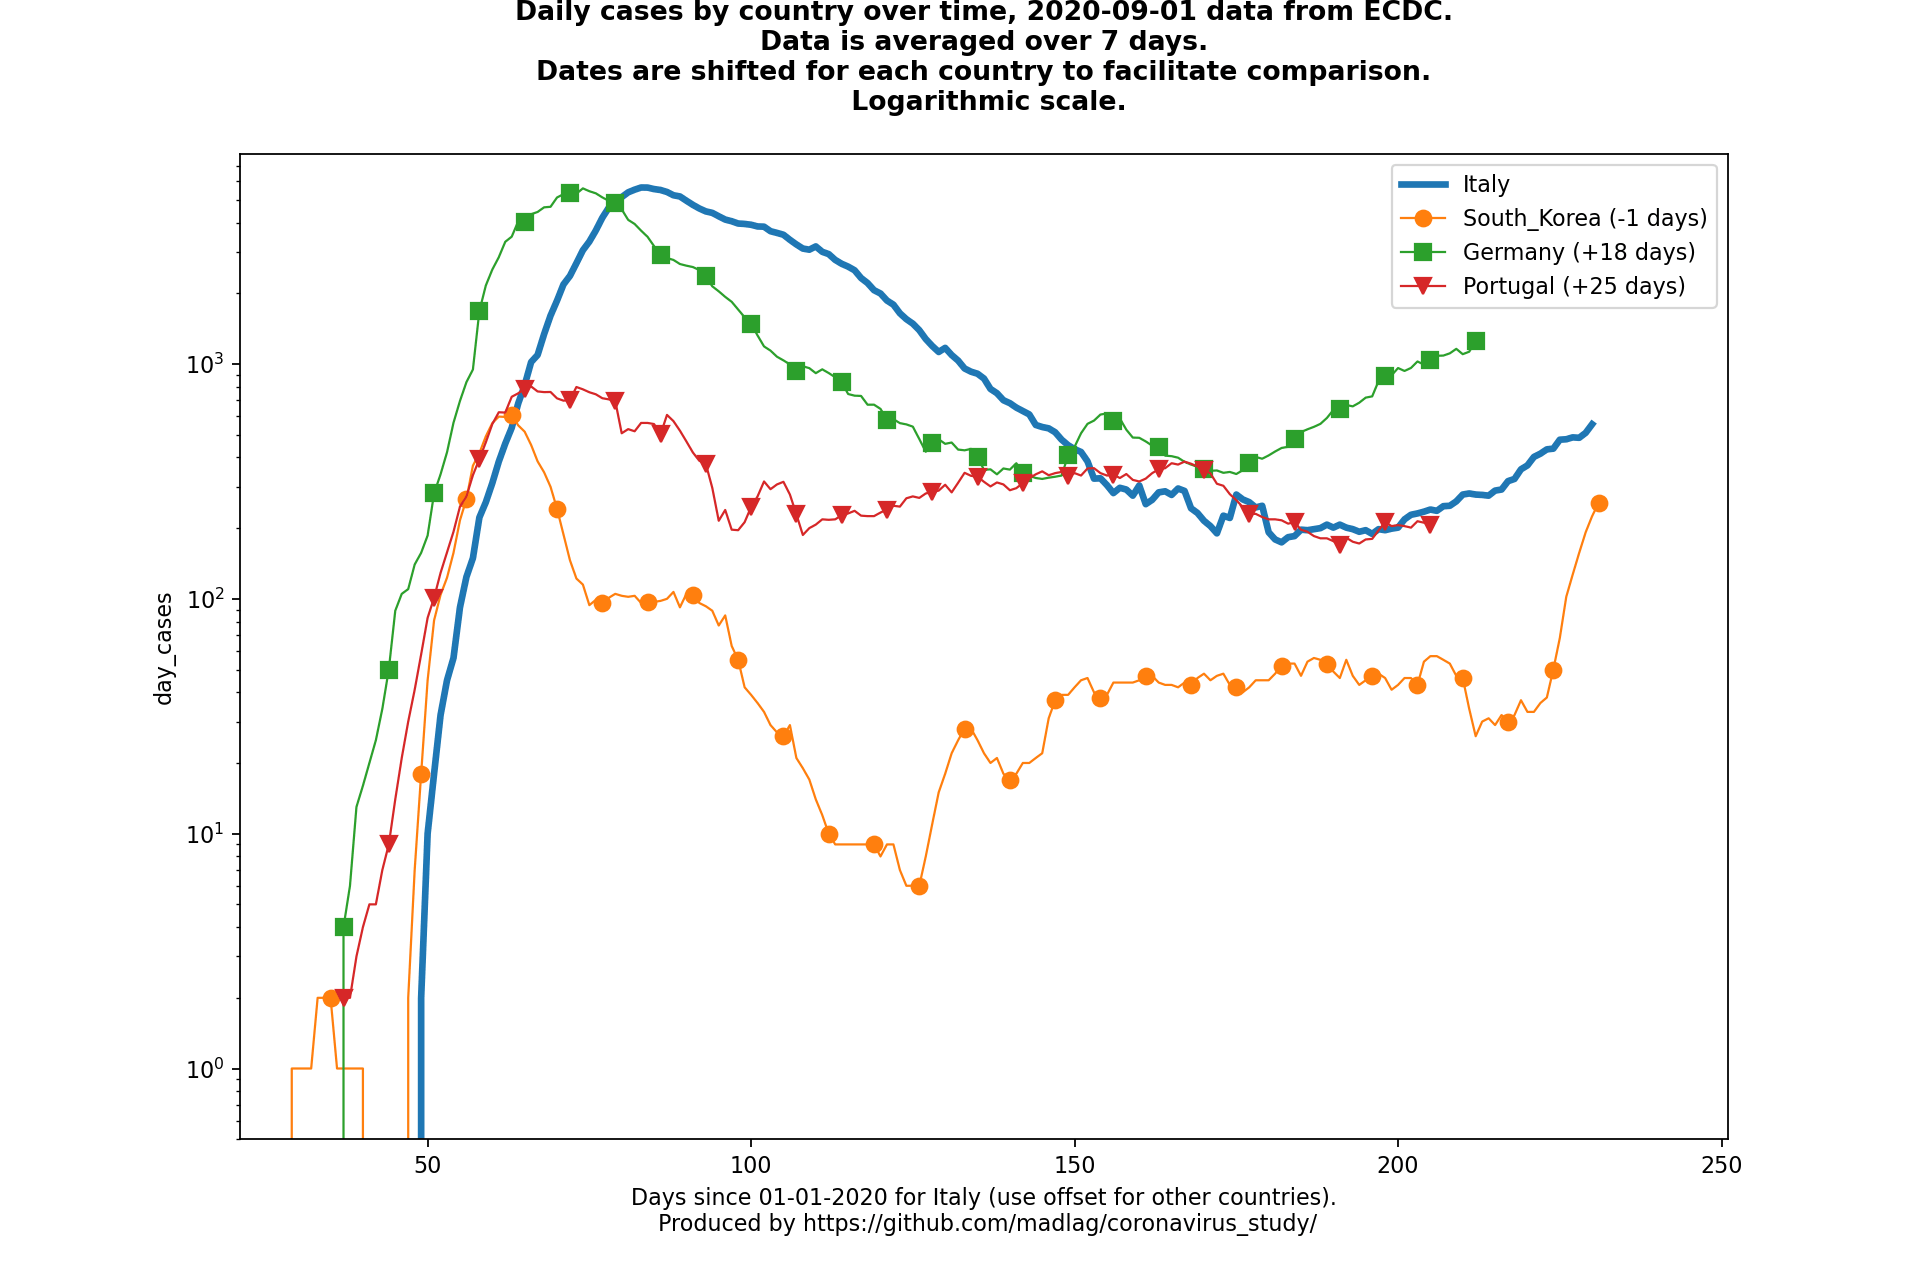 Daily cases by country over time, 2020-09-01 data from ECDC.
Data is averaged over 7 days.
Dates are shifted for each country to facilitate comparison.
Logarithmic scale.
Italy
South_Korea (-1 days)
Germany (+18 days)
Portugal (+25 days)
10³
10²
10¹
10⁰
day_cases
50
100
150
200
250
Days since 01-01-2020 for Italy (use offset for other countries).
Produced by https://github.com/madlag/coronavirus_study/